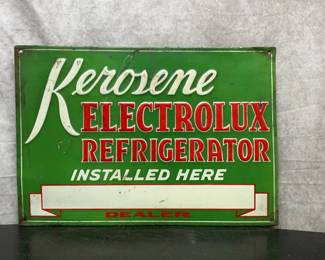 Kerosene
ELECTROLUX
REFRIGERATOR
INSTALLED HERE
DEALER